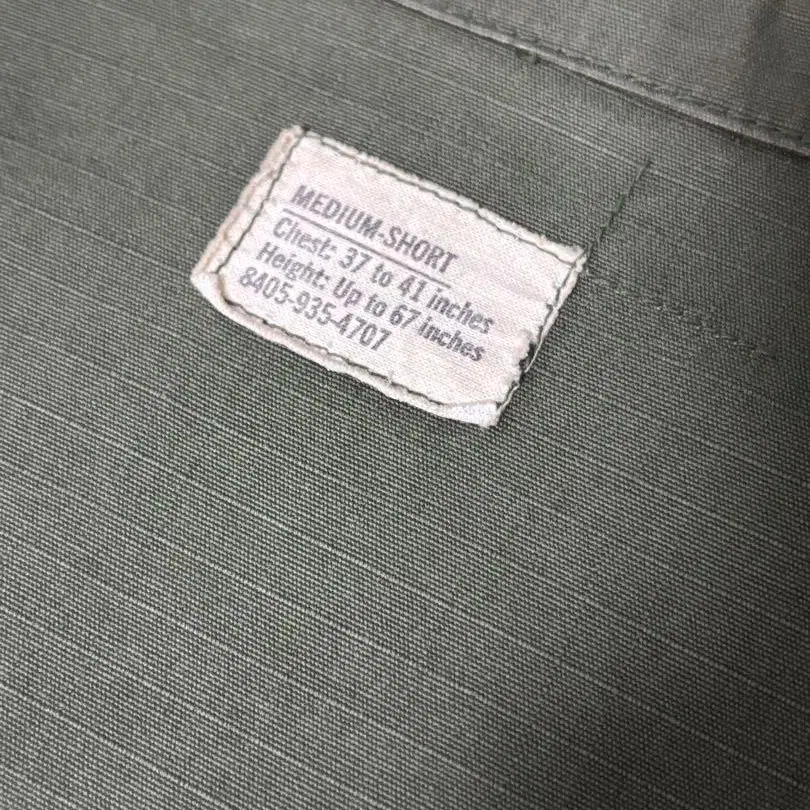 MEDIUM-SHORT
Chest: 37 to 41 inches
Height: Up to 67 inches
8405-935-4707